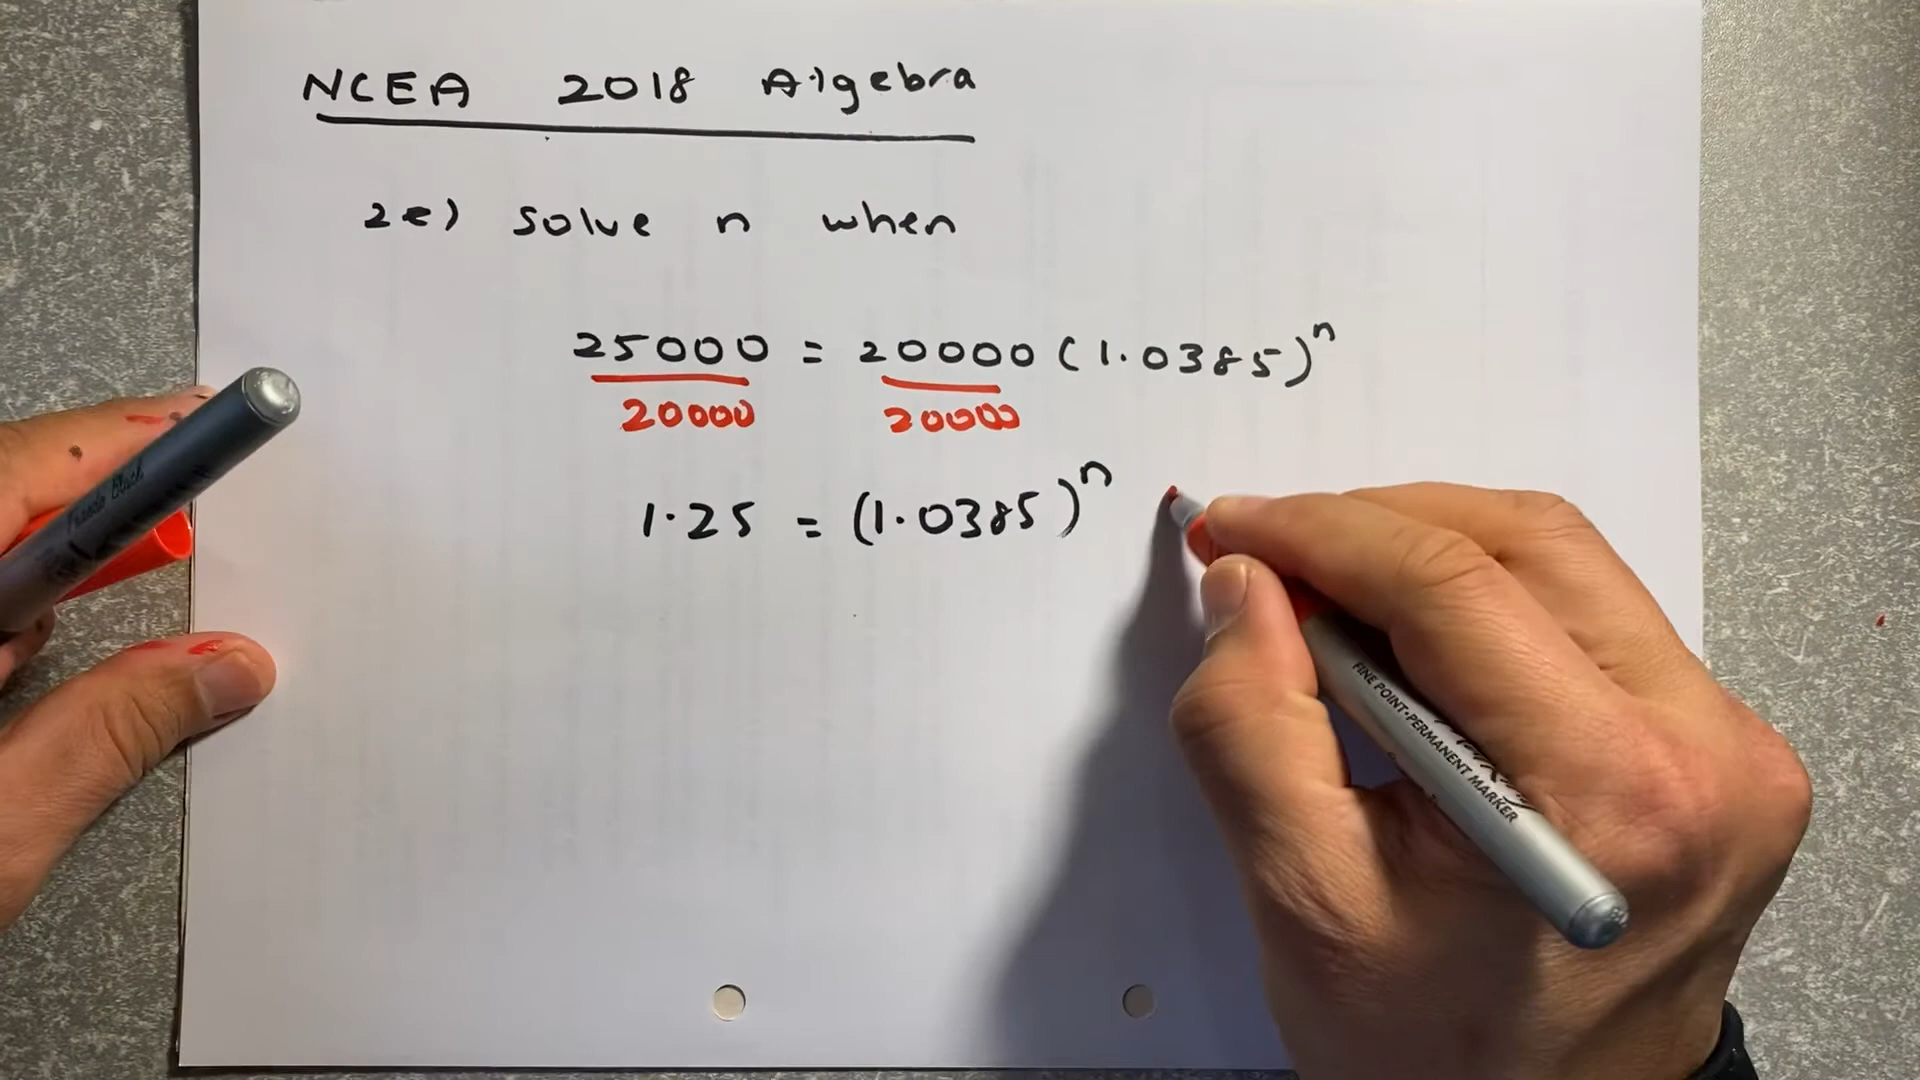 NCEA 2018 Algebra
2e) solve n when
25000 = 20000 (1.0385)^n
20000 20000
1.25 = (1.0385)^n
FINE POINT•PERMANENT MARKER